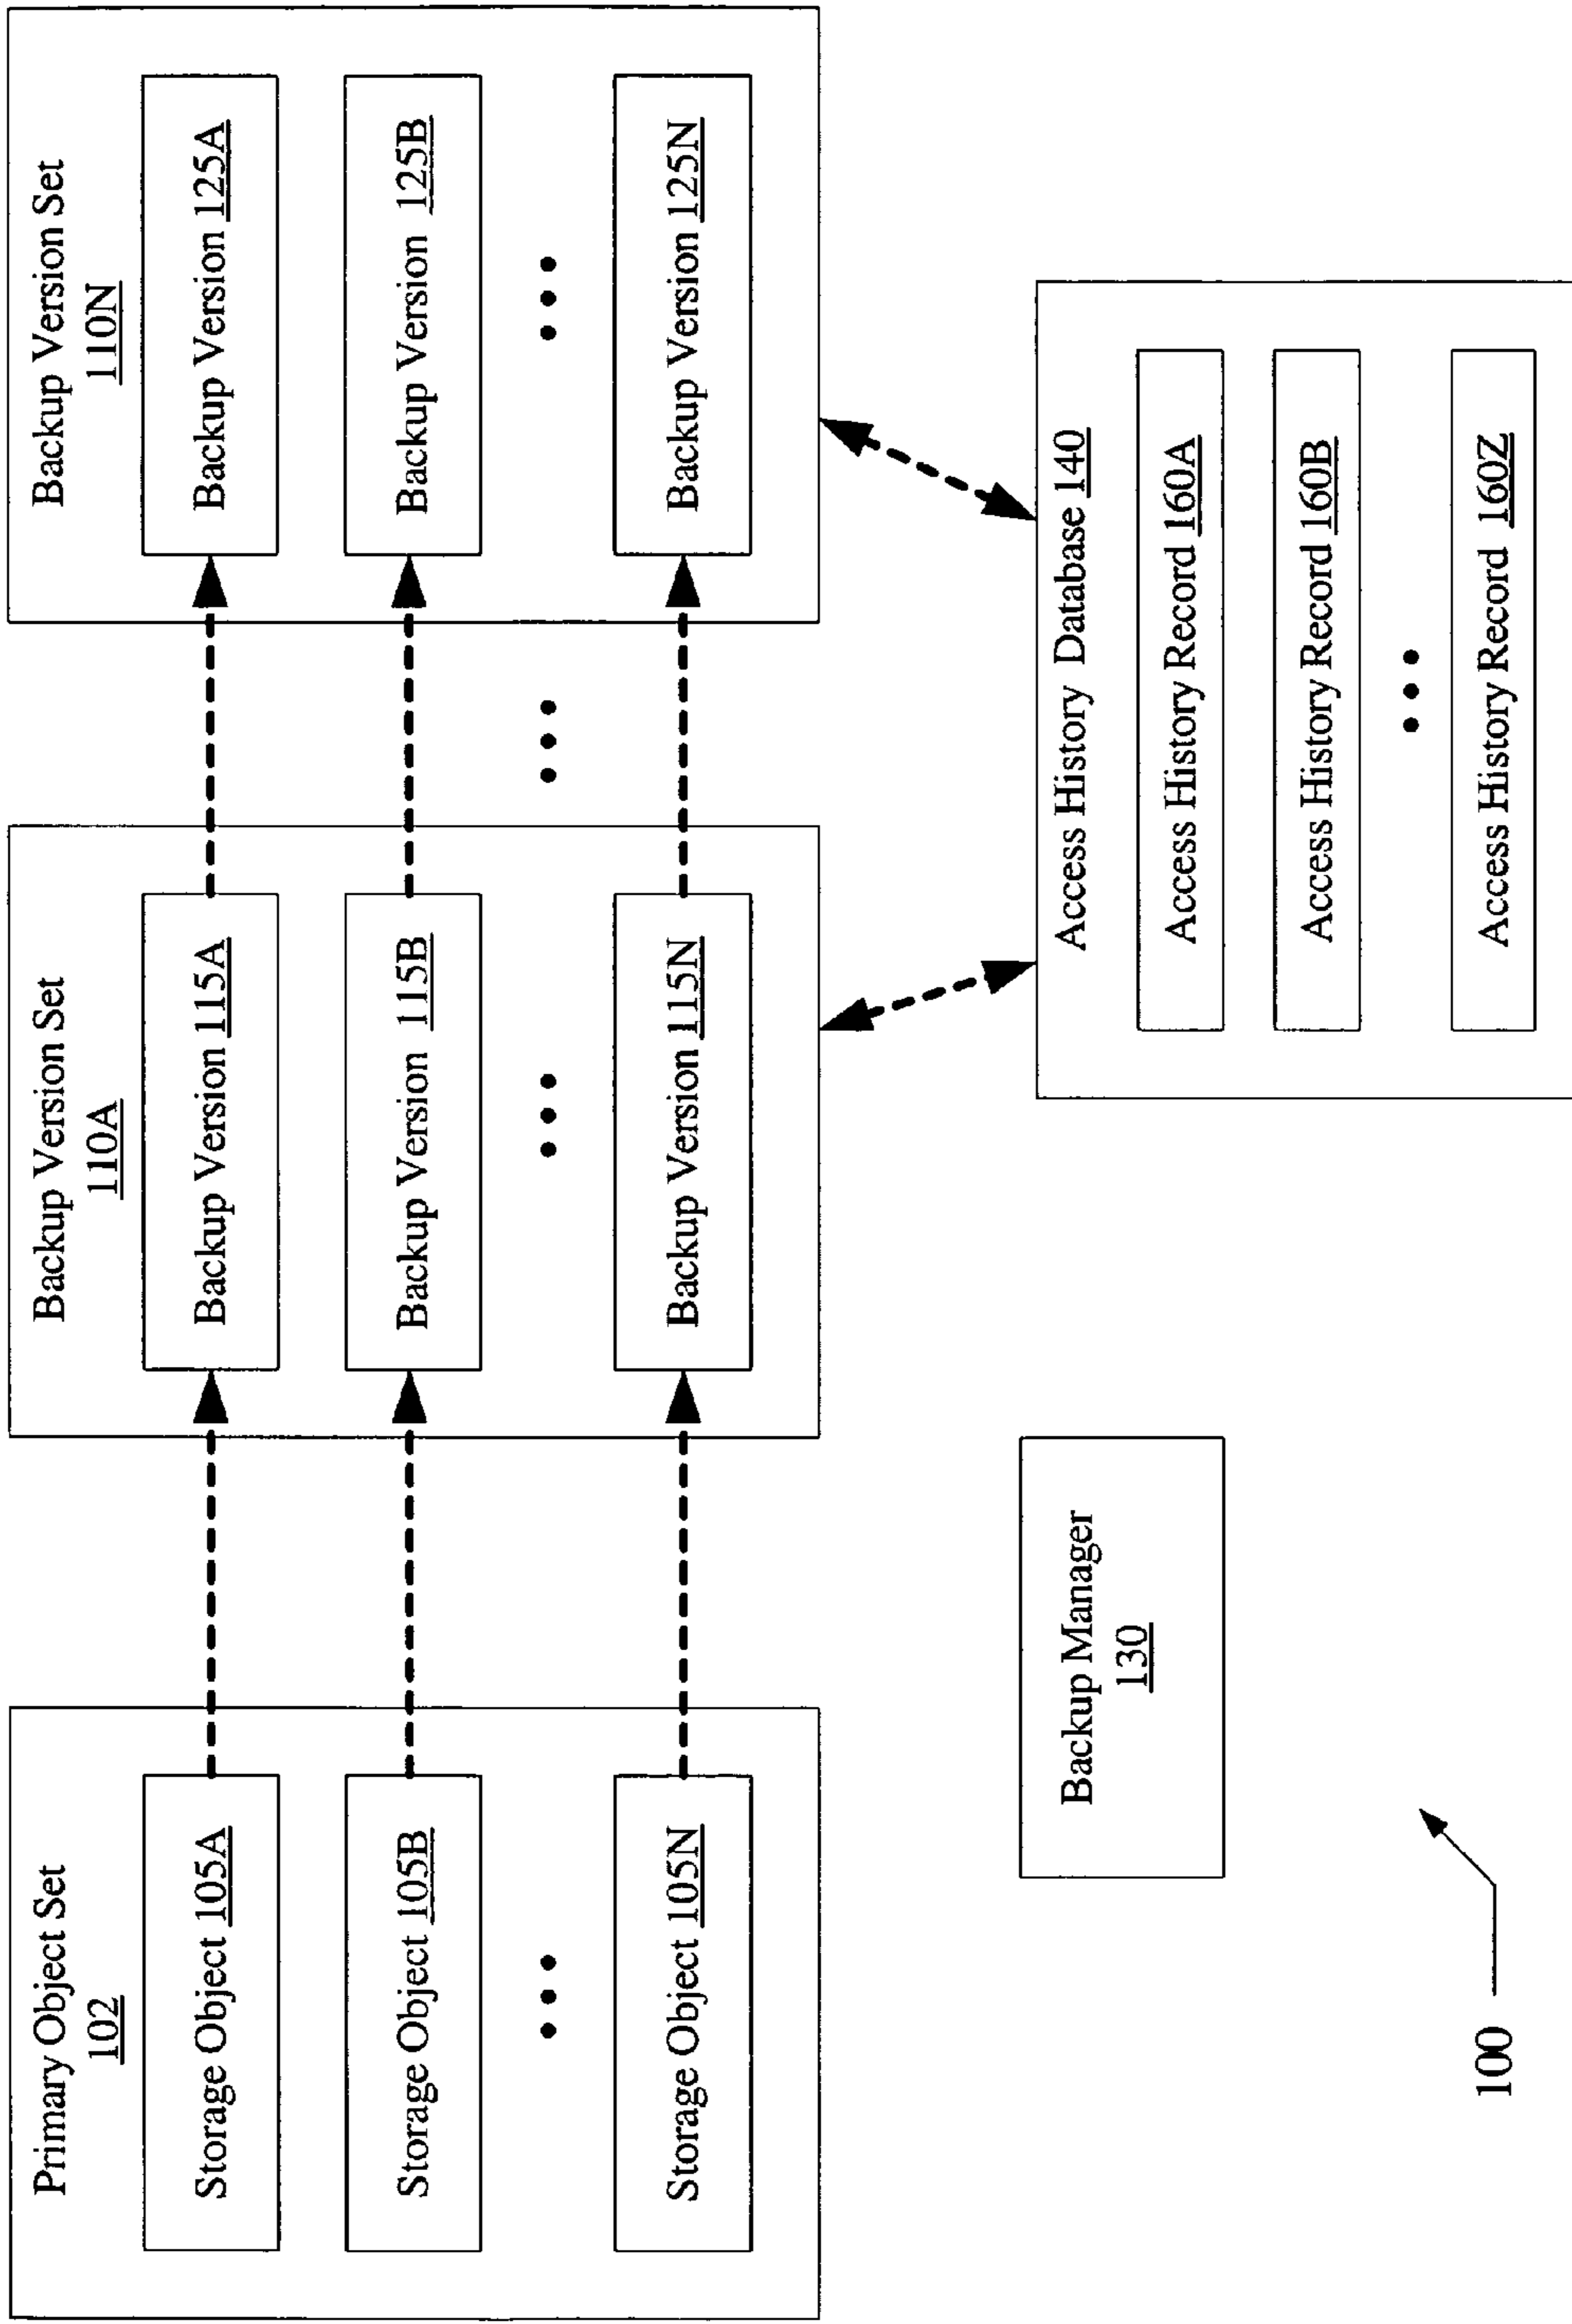 Primary Object Set
102
Storage Object 105A
Storage Object 105B
Storage Object 105N
Backup Version Set
110A
Backup Version 115A
Backup Version 115B
Backup Version 115N
Backup Version Set
110N
Backup Version 125A
Backup Version 125B
Backup Version 125N
Backup Manager
130
Access History Database 140
Access History Record 160A
Access History Record 160B
Access History Record 160Z
100